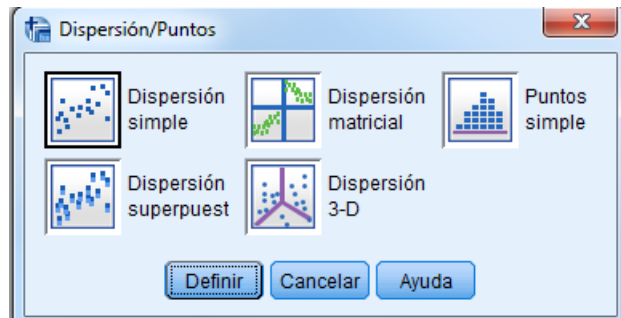 Dispersión/Puntos
Dispersión
simple
Dispersión
matricial
Puntos
simple
Dispersión
superpuest
Dispersión
3-D
Definir
Cancelar
Ayuda